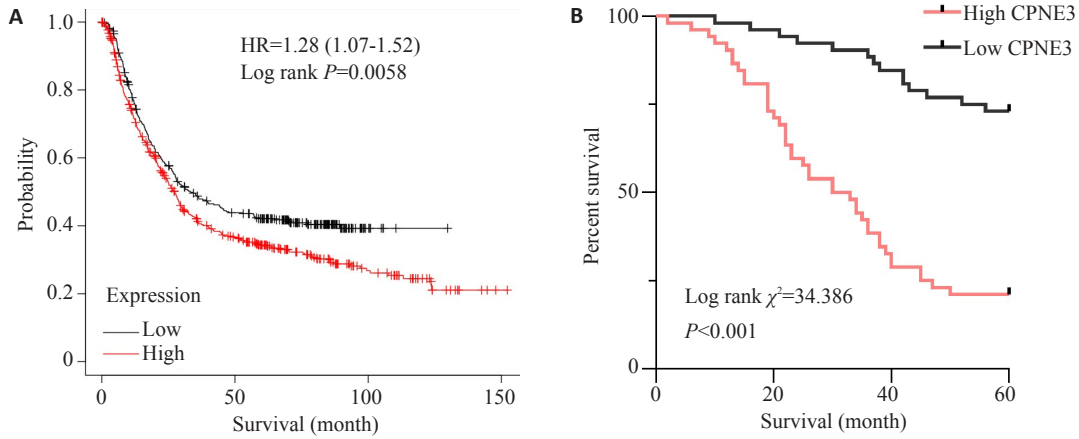 A
HR=1.28 (1.07-1.52)
Log rank P=0.0058
Probability
1.0
0.8
0.6
0.4
0.2
0
Expression
Low
High
0 50 100 150
Survival (month)
B
High CPNE3
Low CPNE3
Percent survival
100
50
0
Log rank χ²=34.386
P<0.001
0 20 40 60
Survival (month)